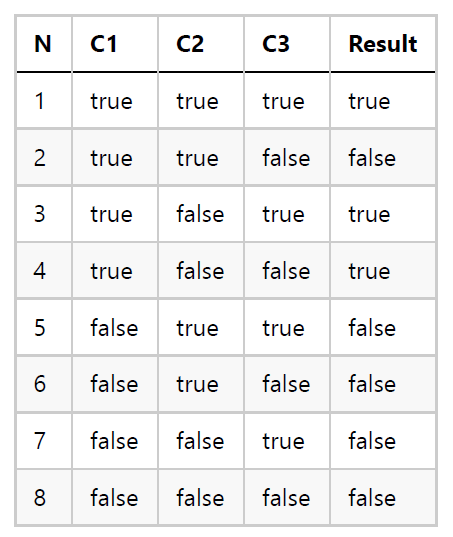 N C1 C2 C3 Result
1 true true true true
2 true true false false
3 true false true true
4 true false false true
5 false true true false
6 false true false false
7 false false true false
8 false false false false